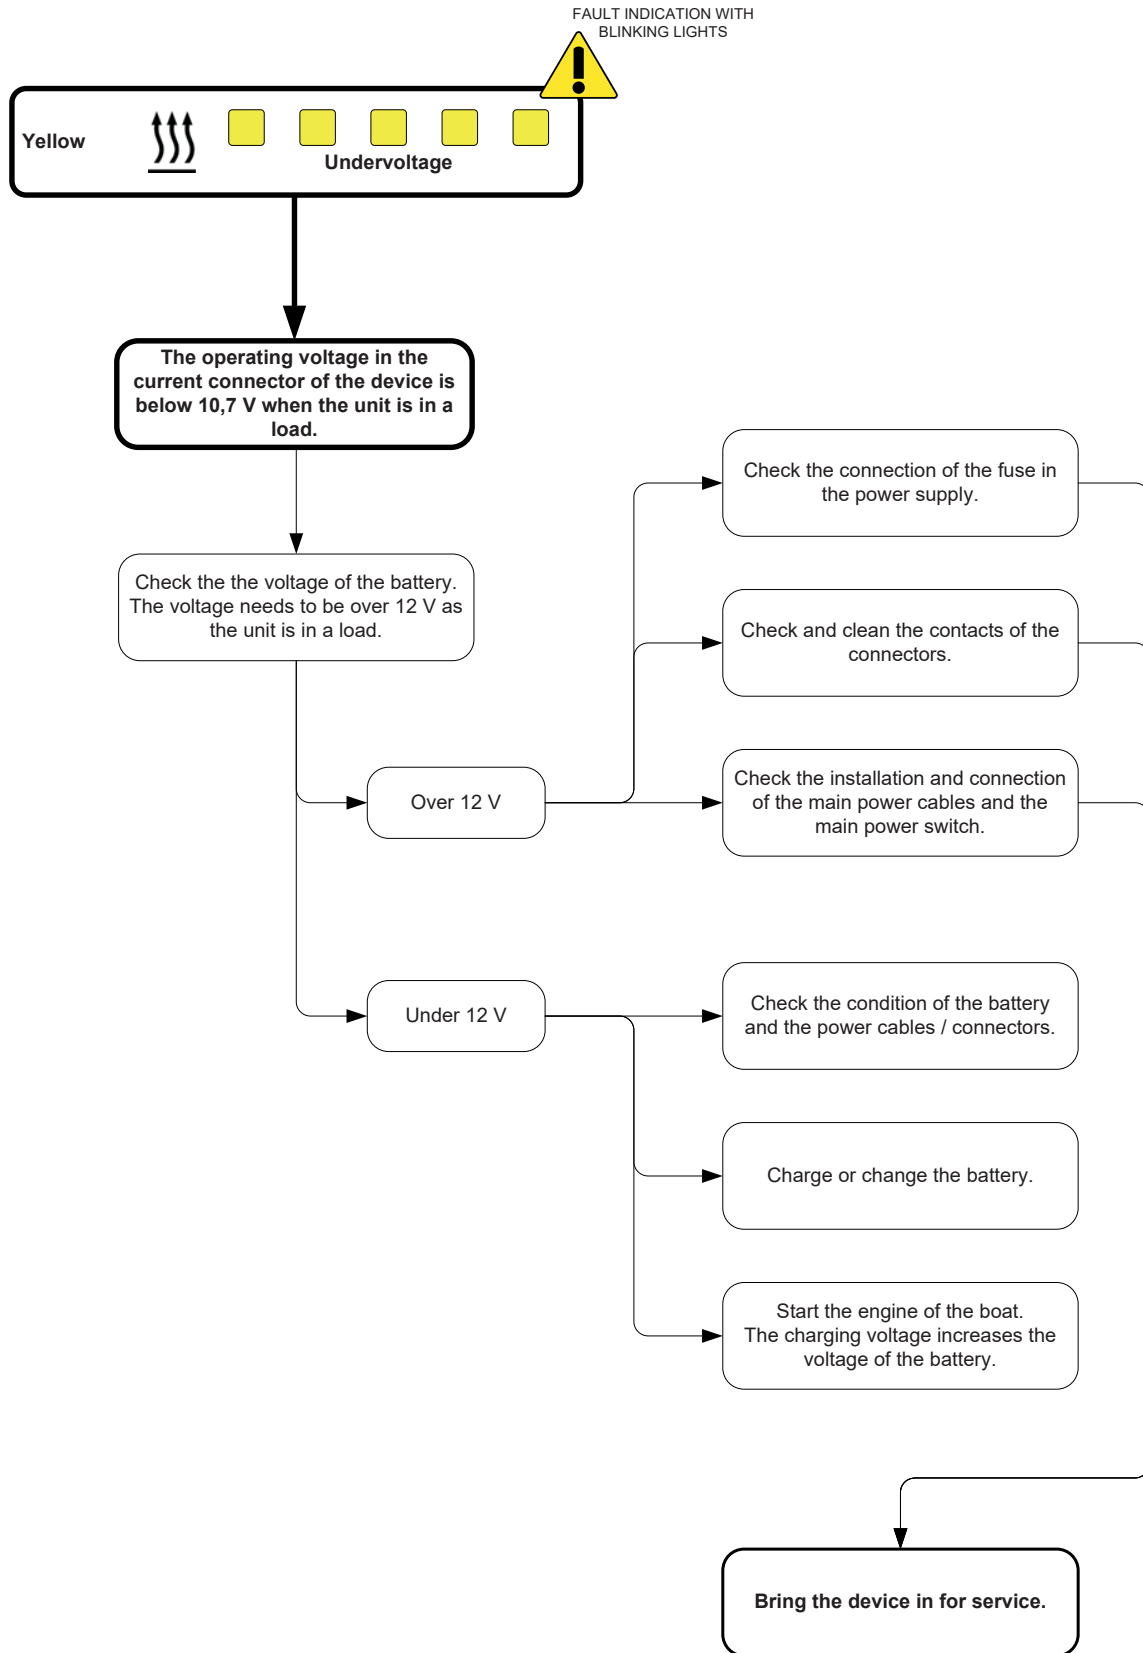 FAULT INDICATION WITH
BLINKING LIGHTS
Yellow
Undervoltage
The operating voltage in the
current connector of the device is
below 10,7 V when the unit is in a
load.
Check the the voltage of the battery.
The voltage needs to be over 12 V as
the unit is in a load.
Over 12 V
Check the connection of the fuse in
the power supply.
Check and clean the contacts of the
connectors.
Check the installation and connection
of the main power cables and the
main power switch.
Under 12 V
Check the condition of the battery
and the power cables / connectors.
Charge or change the battery.
Start the engine of the boat.
The charging voltage increases the
voltage of the battery.
Bring the device in for service.